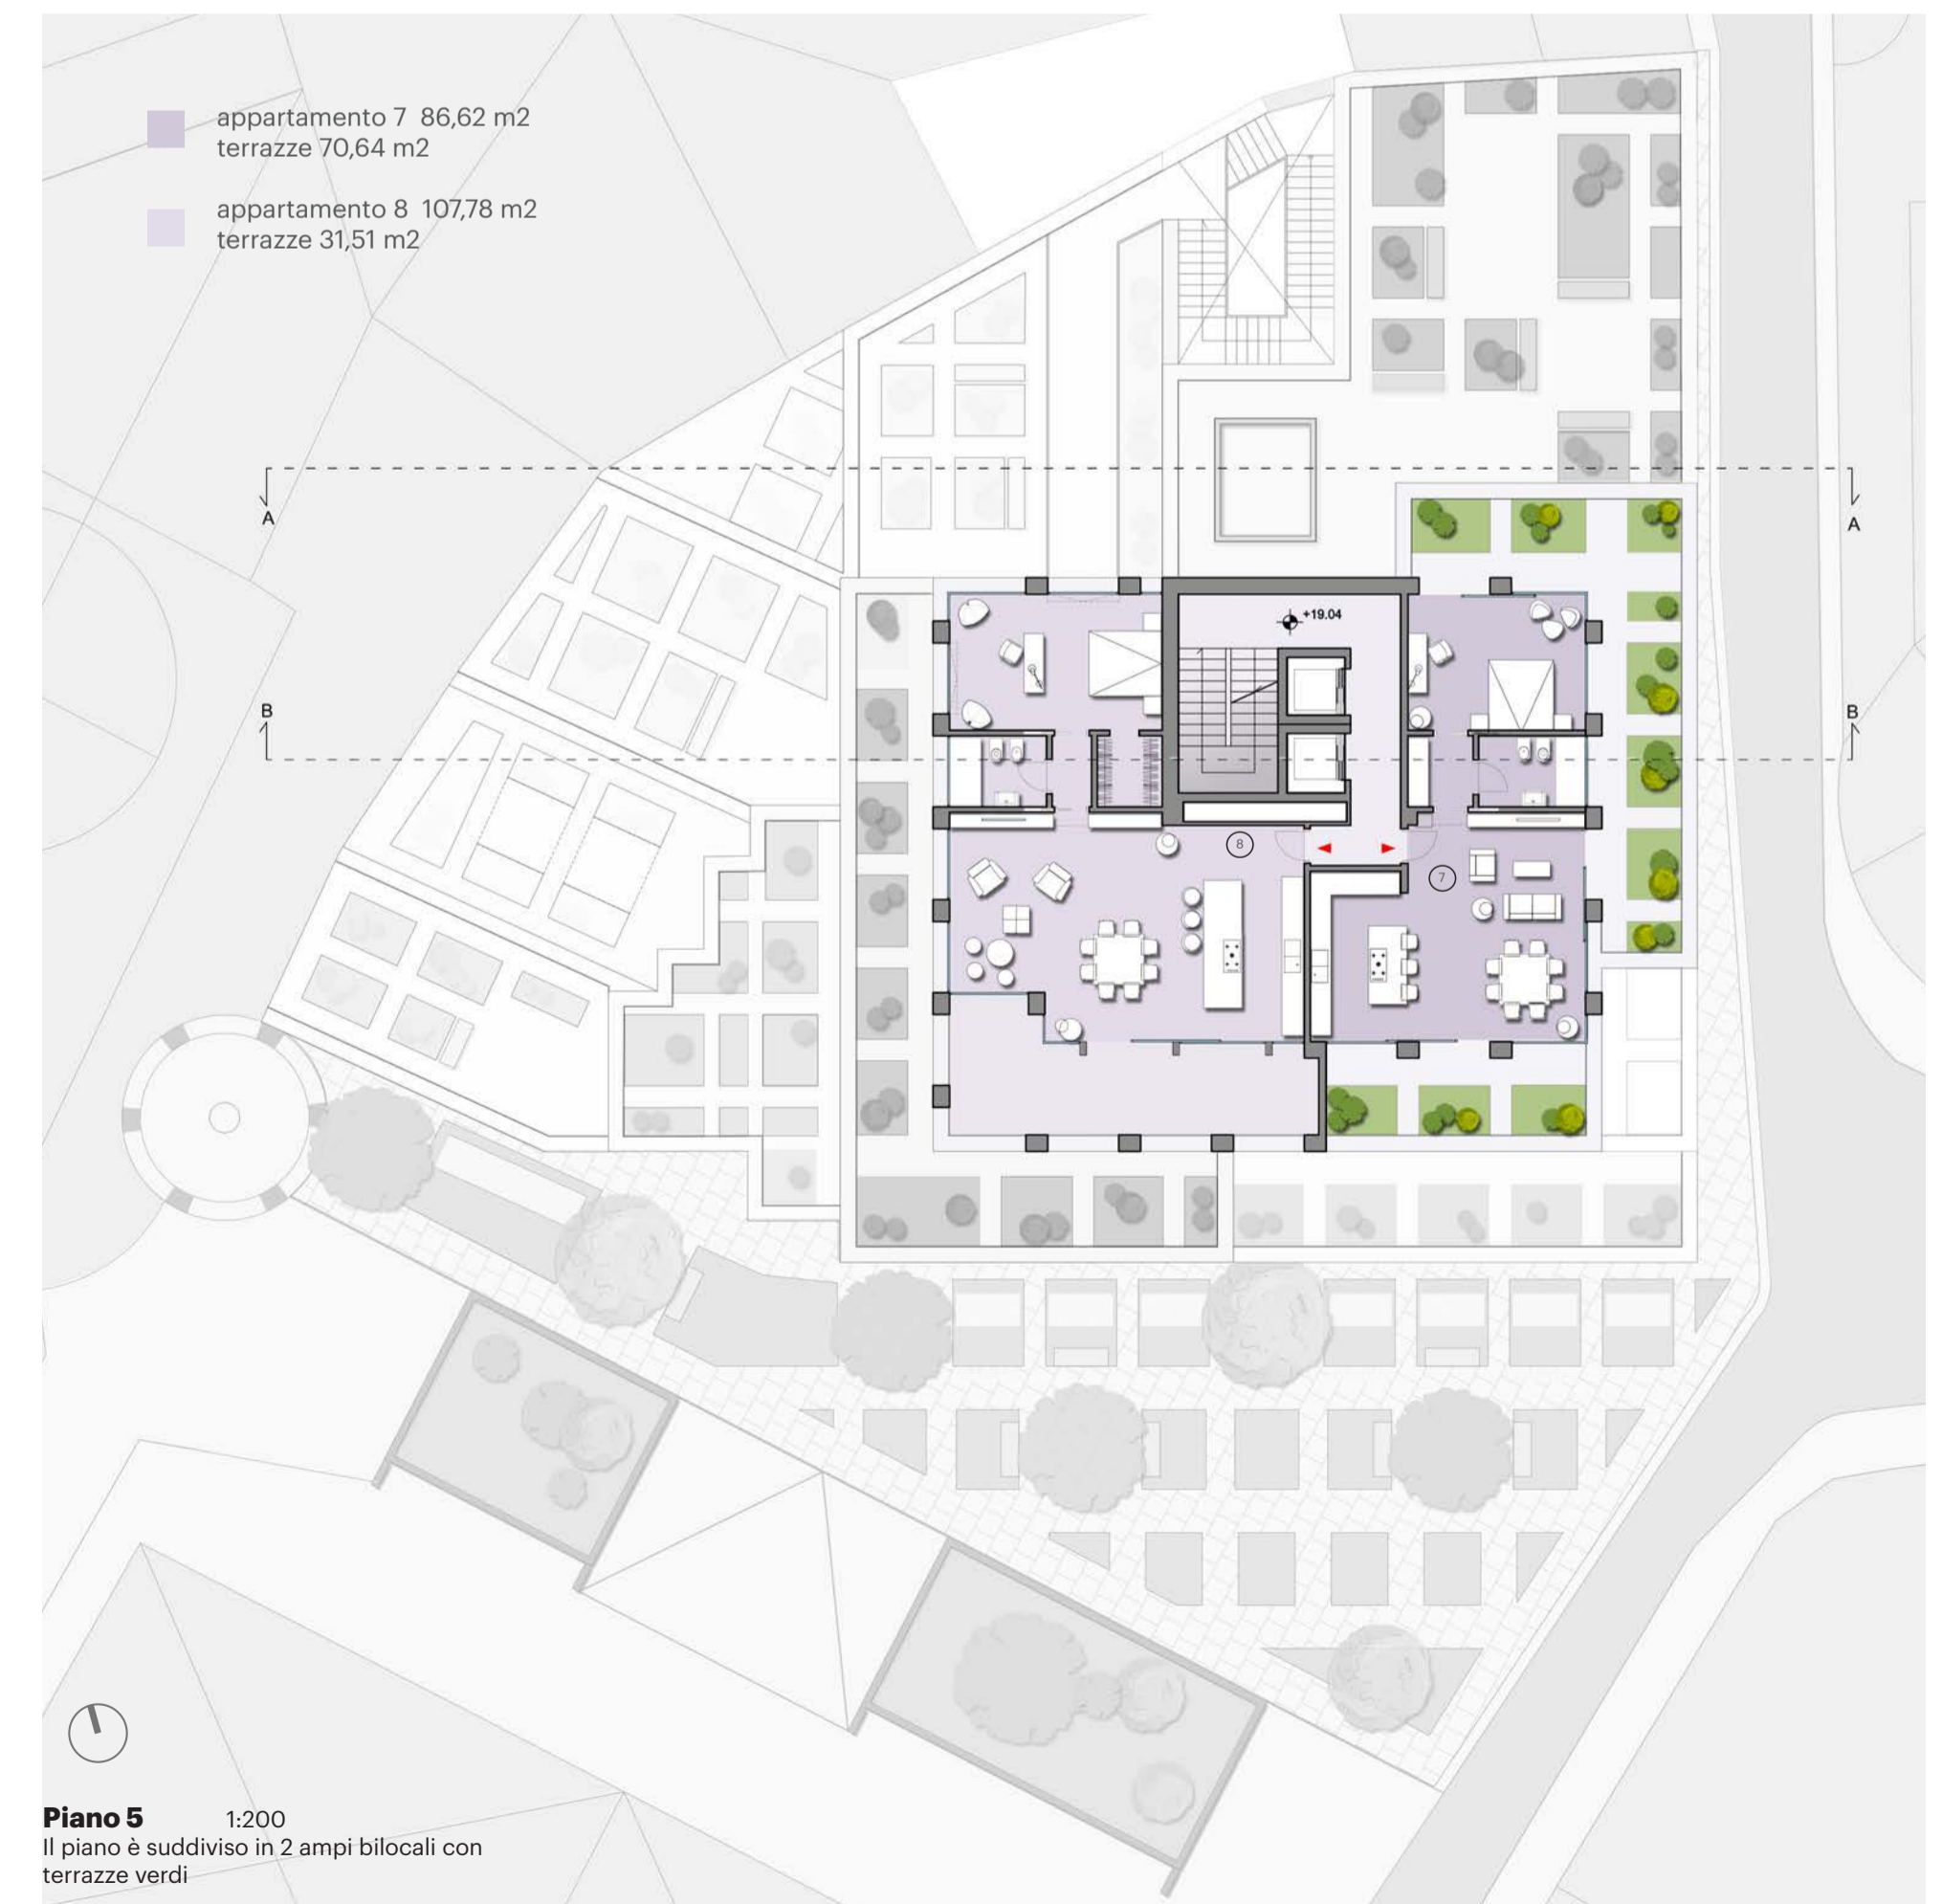 appartamento 7 86,62 m2
terrazze 70,64 m2
appartamento 8 107,78 m2
terrazze 31,51 m2
A
A
+19.04
B
B
8
7
Piano 5 1:200
Il piano è suddiviso in 2 ampi bilocali con
terrazze verdi